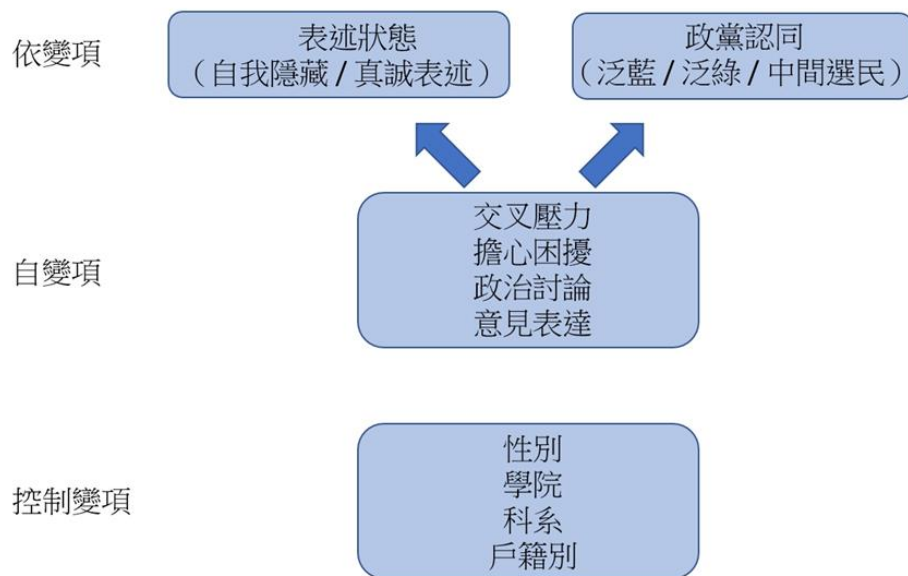 依變項
表述狀態
（自我隱藏 / 真誠表述）
政黨認同
（泛藍 / 泛綠 / 中間選民）
自變項
交叉壓力
擔心困擾
政治討論
意見表達
控制變項
性別
學院
科系
戶籍別